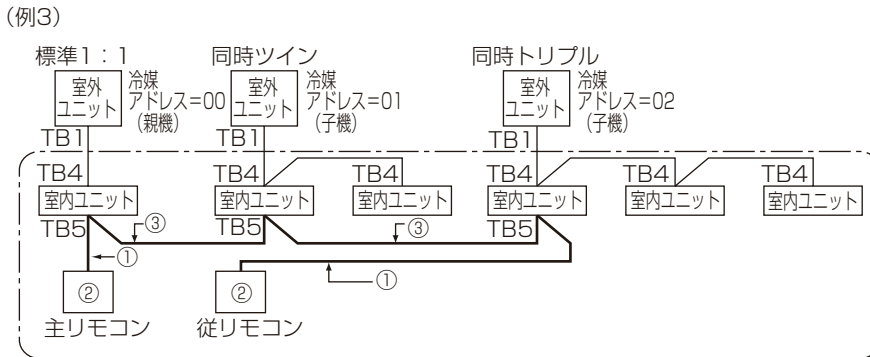 （例3）
標準1：1
同時ツイン
同時トリプル
室外
ユニット
冷媒
アドレス=00
（親機）
室外
ユニット
冷媒
アドレス=01
（子機）
室外
ユニット
冷媒
アドレス=02
（子機）
TB1
TB1
TB1
TB4
TB4
TB4
TB4
TB4
TB4
室内ユニット
室内ユニット
室内ユニット
室内ユニット
室内ユニット
室内ユニット
TB5
③
TB5
③
TB5
①
①
②
②
主リモコン
従リモコン